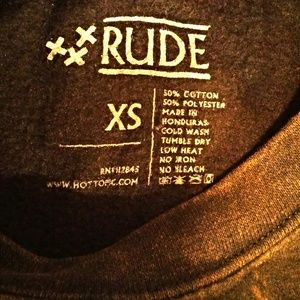 RUDE
XS
50% COTTON
50% POLYESTER
MADE IN
HONDURAS
COLD WASH
TUMBLE DRY
LOW HEAT
NO IRON
NO BLEACH
WWW.HOTTOPIC.COM